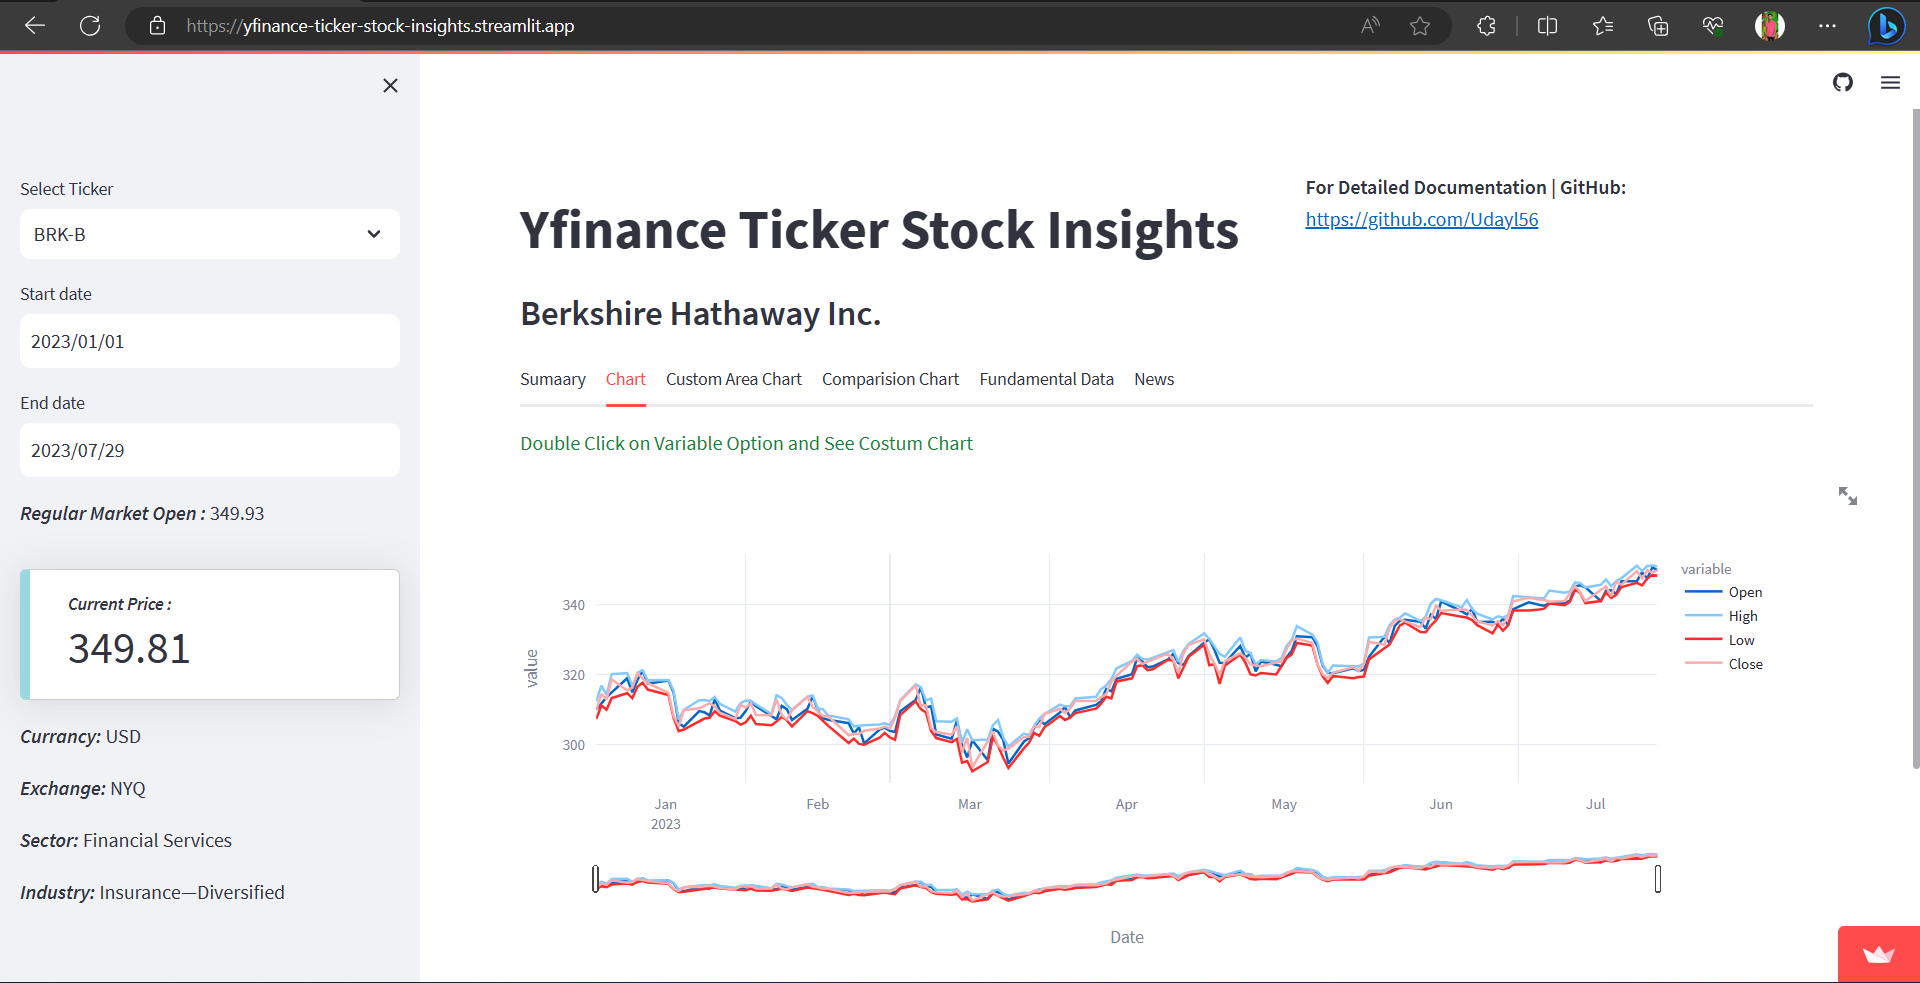 https://yfinance-ticker-stock-insights.streamlit.app
Select Ticker
BRK-B
Start date
2023/01/01
End date
2023/07/29
Regular Market Open : 349.93
Current Price :
349.81
Currancy: USD
Exchange: NYQ
Sector: Financial Services
Industry: Insurance—Diversified
For Detailed Documentation | GitHub:
https://github.com/Udayl56
Yfinance Ticker Stock Insights
Berkshire Hathaway Inc.
Sumaary Chart Custom Area Chart Comparision Chart Fundamental Data News
Double Click on Variable Option and See Costum Chart
value
340
320
300
Jan Feb Mar Apr May Jun Jul
2023
Date
variable
Open
High
Low
Close